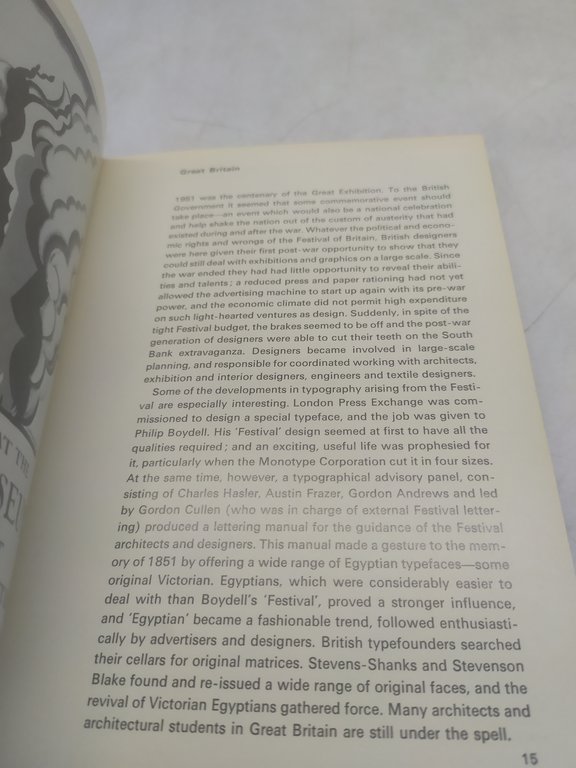 Great Britain
1951 was the centenary of the Great Exhibition. To the British
Government it seemed that some commemorative event should
take place—an event which would also be a national celebration
and help shake the nation out of the custom of austerity that had
existed during and after the war. Whatever the political and econo-
mic rights and wrongs of the Festival of Britain, British designers
were here given their first post-war opportunity to show that they
could still deal with exhibitions and graphics on a large scale. Since
the war ended they had had little opportunity to reveal their abili-
ties and talents; a reduced press and paper rationing had not yet
allowed the advertising machine to start up again with its pre-war
power, and the economic climate did not permit high expenditure
on such light-hearted ventures as design. Suddenly, in spite of the
tight Festival budget, the brakes seemed to be off and the post-war
generation of designers were able to cut their teeth on the South
Bank extravaganza. Designers became involved in large-scale
planning, and responsible for coordinated working with architects,
exhibition and interior designers, engineers and textile designers.
Some of the developments in typography arising from the Festi-
val are especially interesting. London Press Exchange was com-
missioned to design a special typeface, and the job was given to
Philip Boydell. His 'Festival' design seemed at first to have all the
qualities required; and an exciting, useful life was prophesied for
it, particularly when the Monotype Corporation cut it in four sizes.
At the same time, however, a typographical advisory panel, con-
sisting of Charles Hasler, Austin Frazer, Gordon Andrews and led
by Gordon Cullen (who was in charge of external Festival letter-
ing) produced a lettering manual for the guidance of the Festival
architects and designers. This manual made a gesture to the mem-
ory of 1851 by offering a wide range of Egyptian typefaces—some
original Victorian. Egyptians, which were considerably easier to
deal with than Boydell's 'Festival', proved a stronger influence,
and 'Egyptian' became a fashionable trend, followed enthusiasti-
cally by advertisers and designers. British typefounders searched
their cellars for original matrices. Stevens-Shanks and Stevenson
Blake found and re-issued a wide range of original faces, and the
revival of Victorian Egyptians gathered force. Many architects and
architectural students in Great Britain are still under the spell.
15
AT THE